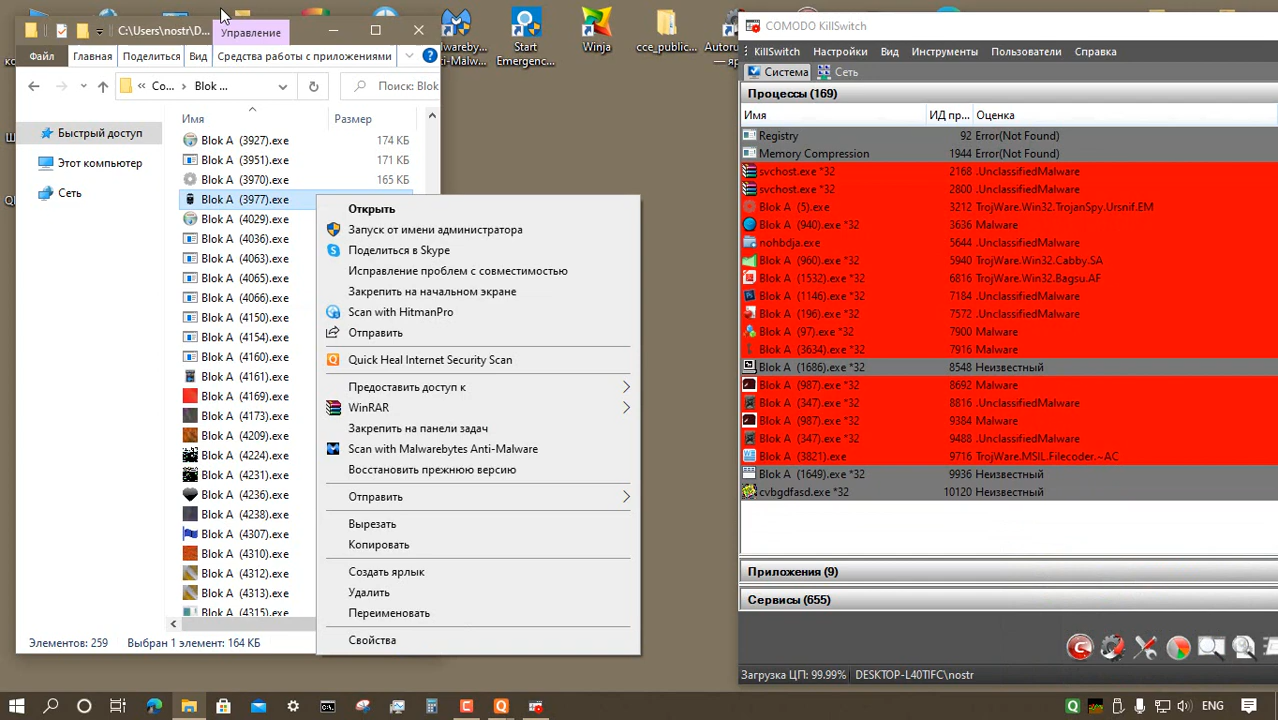 C:\Users\nostr\D...
Управление
Файл
Главная
Поделиться
Вид
Средства работы с приложениями
Co...
Blok ...
Поиск: Blok
Имя
Размер
Быстрый доступ
Этот компьютер
Сеть
Blok A (3927).exe 174 КБ
Blok A (3951).exe 171 КБ
Blok A (3970).exe 165 КБ
Blok A (3977).exe
Blok A (4029).exe
Blok A (4036).exe
Blok A (4063).exe
Blok A (4065).exe
Blok A (4066).exe
Blok A (4150).exe
Blok A (4154).exe
Blok A (4160).exe
Blok A (4161).exe
Blok A (4169).exe
Blok A (4173).exe
Blok A (4209).exe
Blok A (4224).exe
Blok A (4231).exe
Blok A (4236).exe
Blok A (4238).exe
Blok A (4307).exe
Blok A (4310).exe
Blok A (4312).exe
Blok A (4313).exe
Blok A (4315).exe
Элементов: 259
Выбран 1 элемент: 164 КБ
Открыть
Запуск от имени администратора
Поделиться в Skype
Исправление проблем с совместимостью
Закрепить на начальном экране
Scan with HitmanPro
Отправить
Quick Heal Internet Security Scan
Предоставить доступ к
WinRAR
Закрепить на панели задач
Scan with Malwarebytes Anti-Malware
Восстановить прежнюю версию
Отправить
Вырезать
Копировать
Создать ярлык
Удалить
Переименовать
Свойства
Start
Emergenc...
Winja
cce_public...
COMODO KillSwitch
KillSwitch
Настройки
Вид
Инструменты
Пользователи
Справка
Система
Сеть
Процессы (169)
Имя
ИД пр...
Оценка
Registry 92 Error(Not Found)
Memory Compression 1944 Error(Not Found)
svchost.exe *32 2168 .UnclassifiedMalware
svchost.exe *32 2800 .UnclassifiedMalware
Blok A (5).exe 3212 TrojWare.Win32.TrojanSpy.Ursnif.EM
Blok A (940).exe *32 3636 Malware
nohbdja.exe 5644 .UnclassifiedMalware
Blok A (960).exe *32 5940 TrojWare.Win32.Cabby.SA
Blok A (1532).exe *32 6816 TrojWare.Win32.Bagsu.AF
Blok A (1146).exe *32 7184 .UnclassifiedMalware
Blok A (196).exe *32 7572 .UnclassifiedMalware
Blok A (97).exe *32 7900 Malware
Blok A (3634).exe *32 7916 Malware
Blok A (1686).exe *32 8548 Неизвестный
Blok A (987).exe *32 8692 Malware
Blok A (347).exe *32 8816 .UnclassifiedMalware
Blok A (987).exe *32 9384 Malware
Blok A (347).exe *32 9488 .UnclassifiedMalware
Blok A (3821).exe 9716 TrojWare.MSIL.Filecoder.~AC
Blok A (1649).exe *32 9936 Неизвестный
cvbgdfasd.exe *32 10120 Неизвестный
Приложения (9)
Сервисы (655)
Загрузка ЦП: 99.99%
DESKTOP-L40TIFC\nostr
ENG